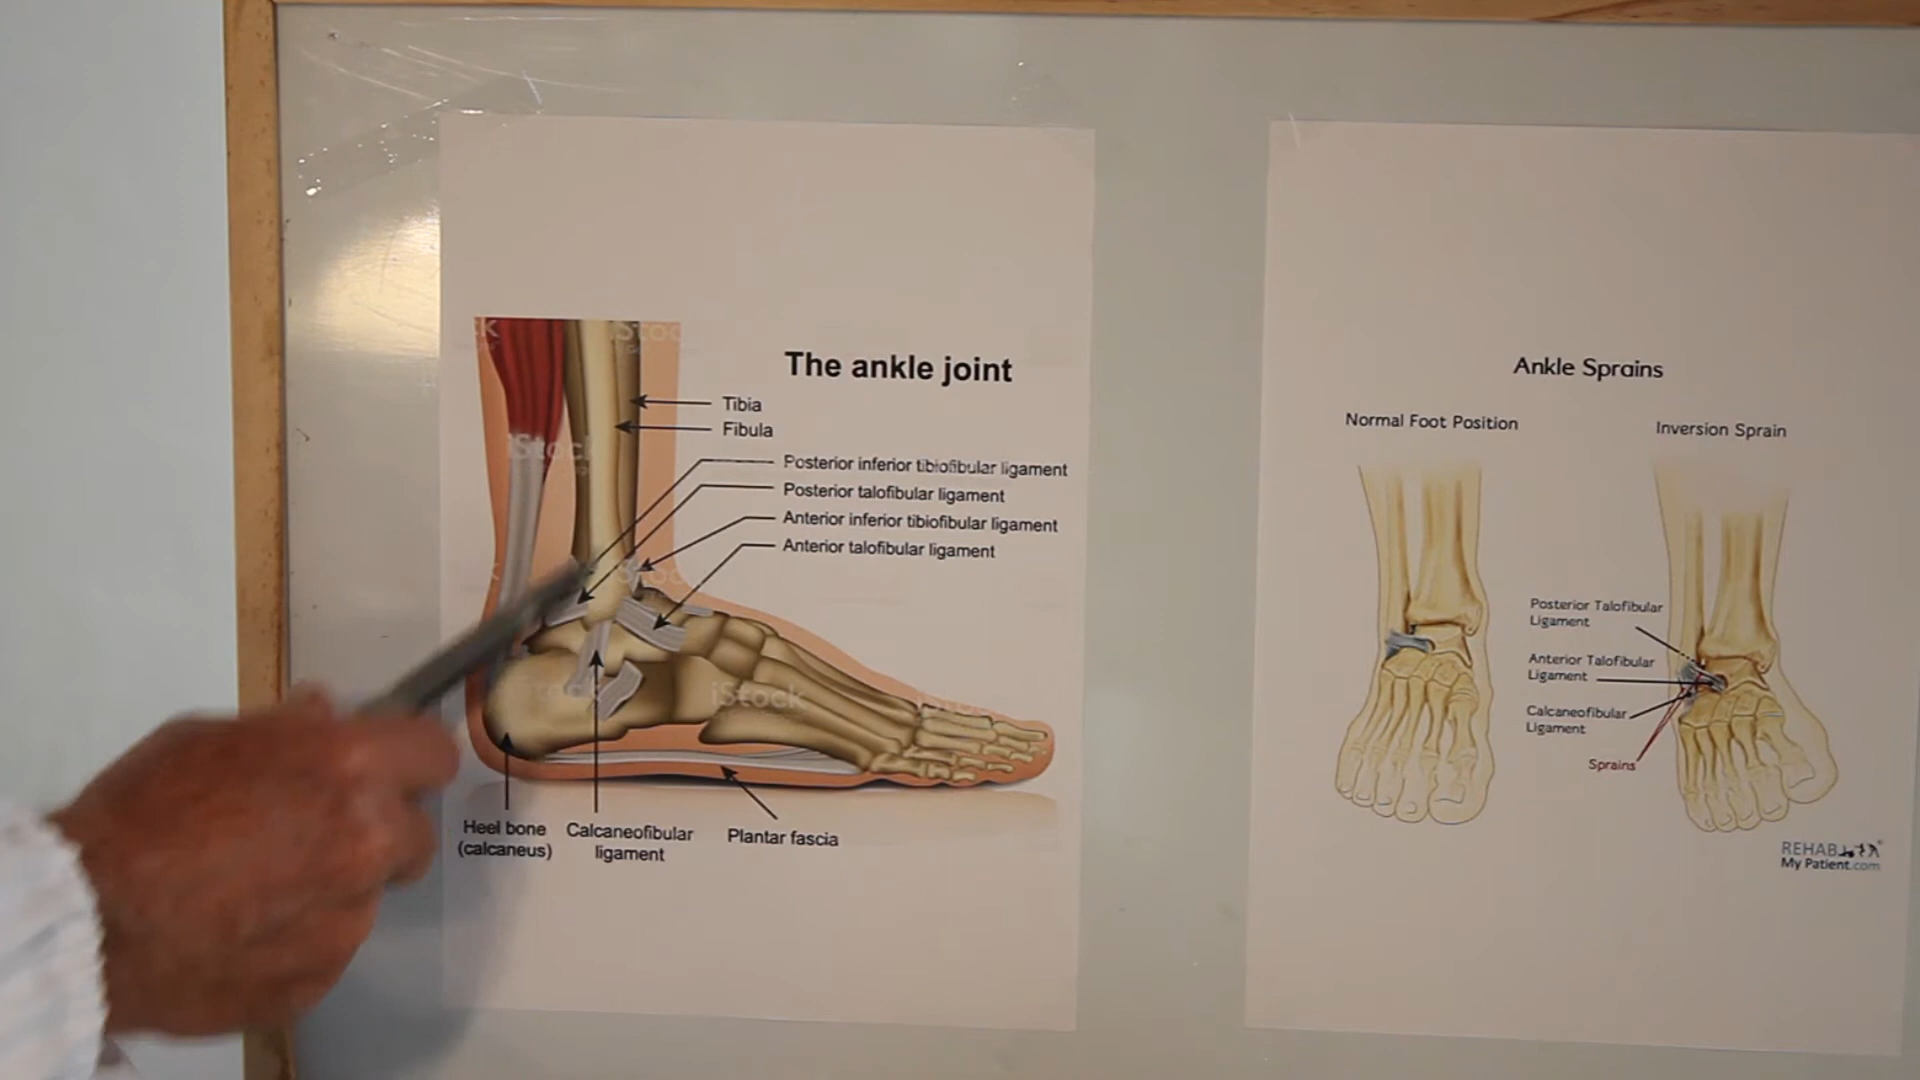 The ankle joint
Tibia
Fibula
Posterior inferior tibiofibular ligament
Posterior talofibular ligament
Anterior inferior tibiofibular ligament
Anterior talofibular ligament
Heel bone
(calcaneus)
Calcaneofibular
ligament
Plantar fascia
iStock
iStock
Ankle Sprains
Normal Foot Position
Inversion Sprain
Posterior Talofibular
Ligament
Anterior Talofibular
Ligament
Calcaneofibular
Ligament
Sprains
REHAB
My Patient.com